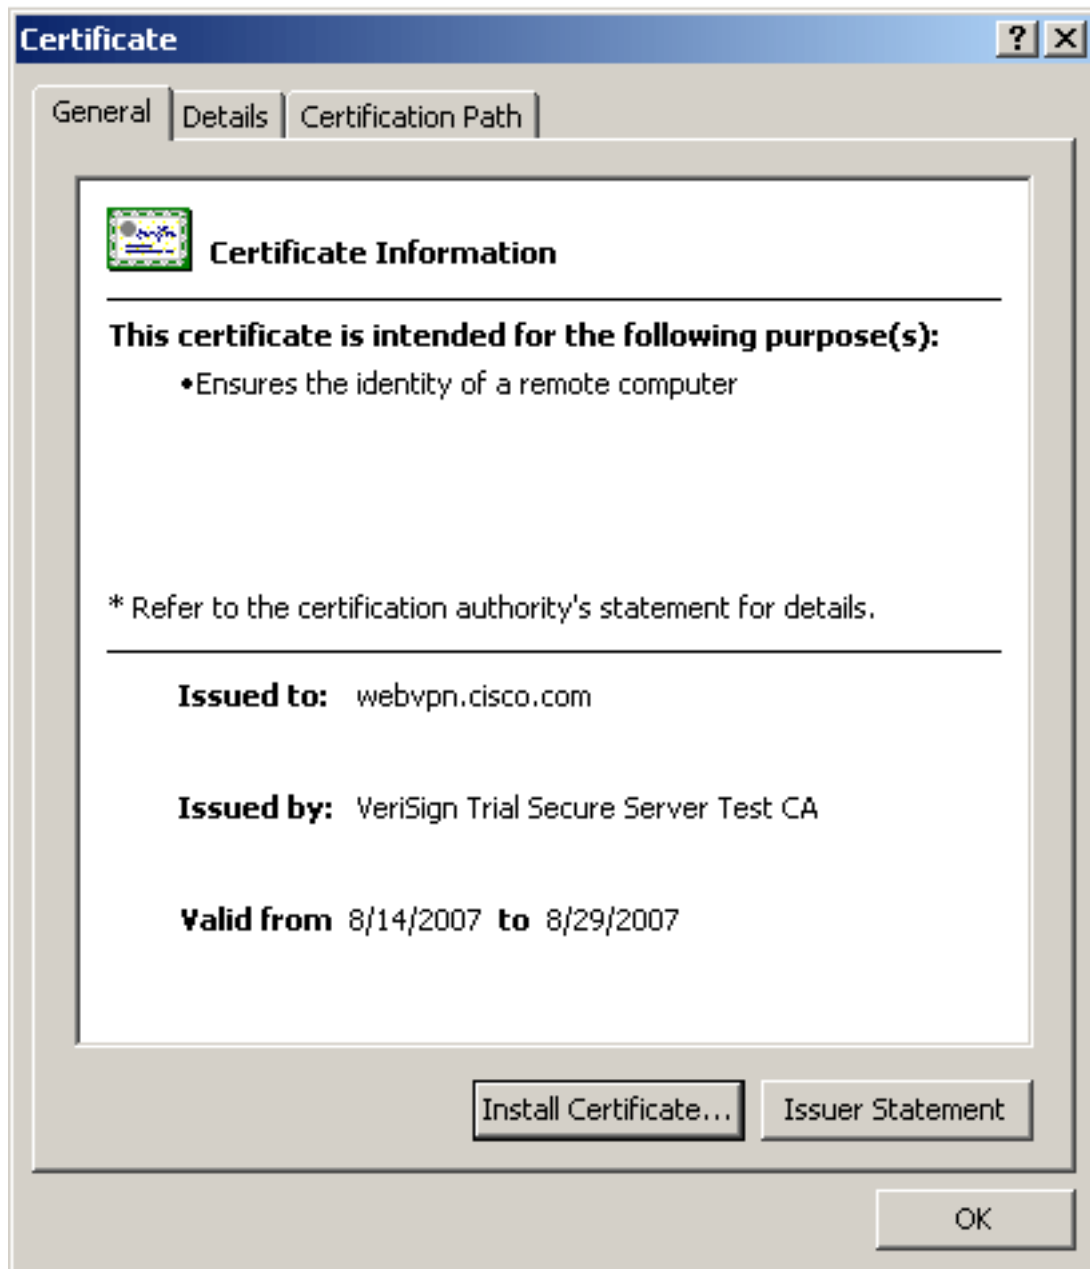 Certificate
General Details Certification Path
Certificate Information
This certificate is intended for the following purpose(s):
•Ensures the identity of a remote computer
* Refer to the certification authority's statement for details.
Issued to: webvpn.cisco.com
Issued by: VeriSign Trial Secure Server Test CA
Valid from 8/14/2007 to 8/29/2007
Install Certificate... Issuer Statement
OK